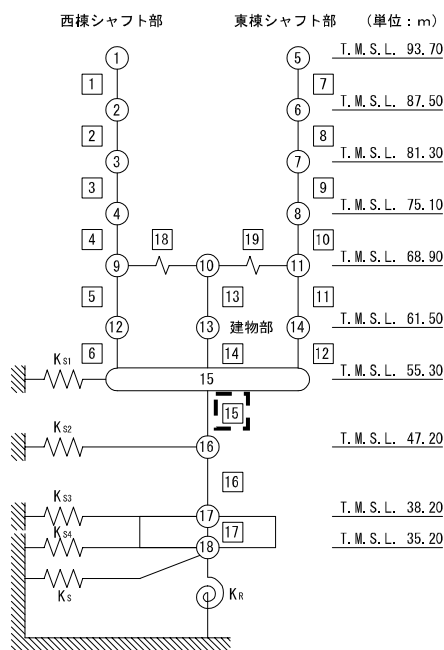 西棟シャフト部 東棟シャフト部 (単位：m)
1 5 T.M.S.L. 93.70
1 7
2 6 T.M.S.L. 87.50
2 8
3 7 T.M.S.L. 81.30
3 9
4 8 T.M.S.L. 75.10
4 18 19 10
9 10 11 T.M.S.L. 68.90
5 13 11
12 13 建物部 14 T.M.S.L. 61.50
6 14 12
KS1 15 T.M.S.L. 55.30
15
KS2 16 T.M.S.L. 47.20
16
KS3 17 T.M.S.L. 38.20
17
KS4 18 T.M.S.L. 35.20
KS KR